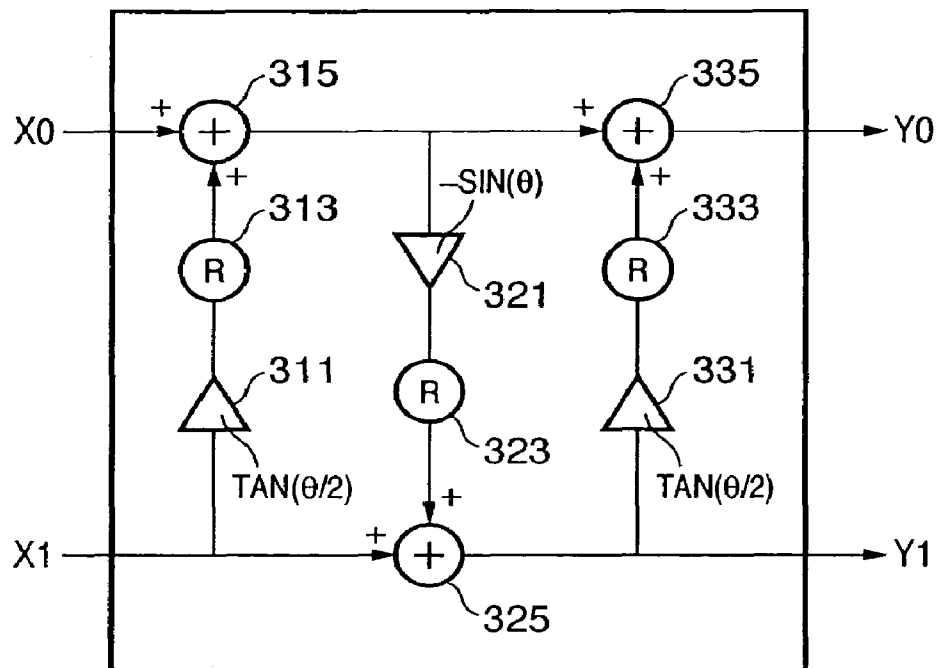 315
335
+
+
X0
+
+
Y0
+
+
–SIN(θ)
313
333
R
R
321
311
331
R
323
TAN(θ/2)
TAN(θ/2)
+
+
X1
+
Y1
325